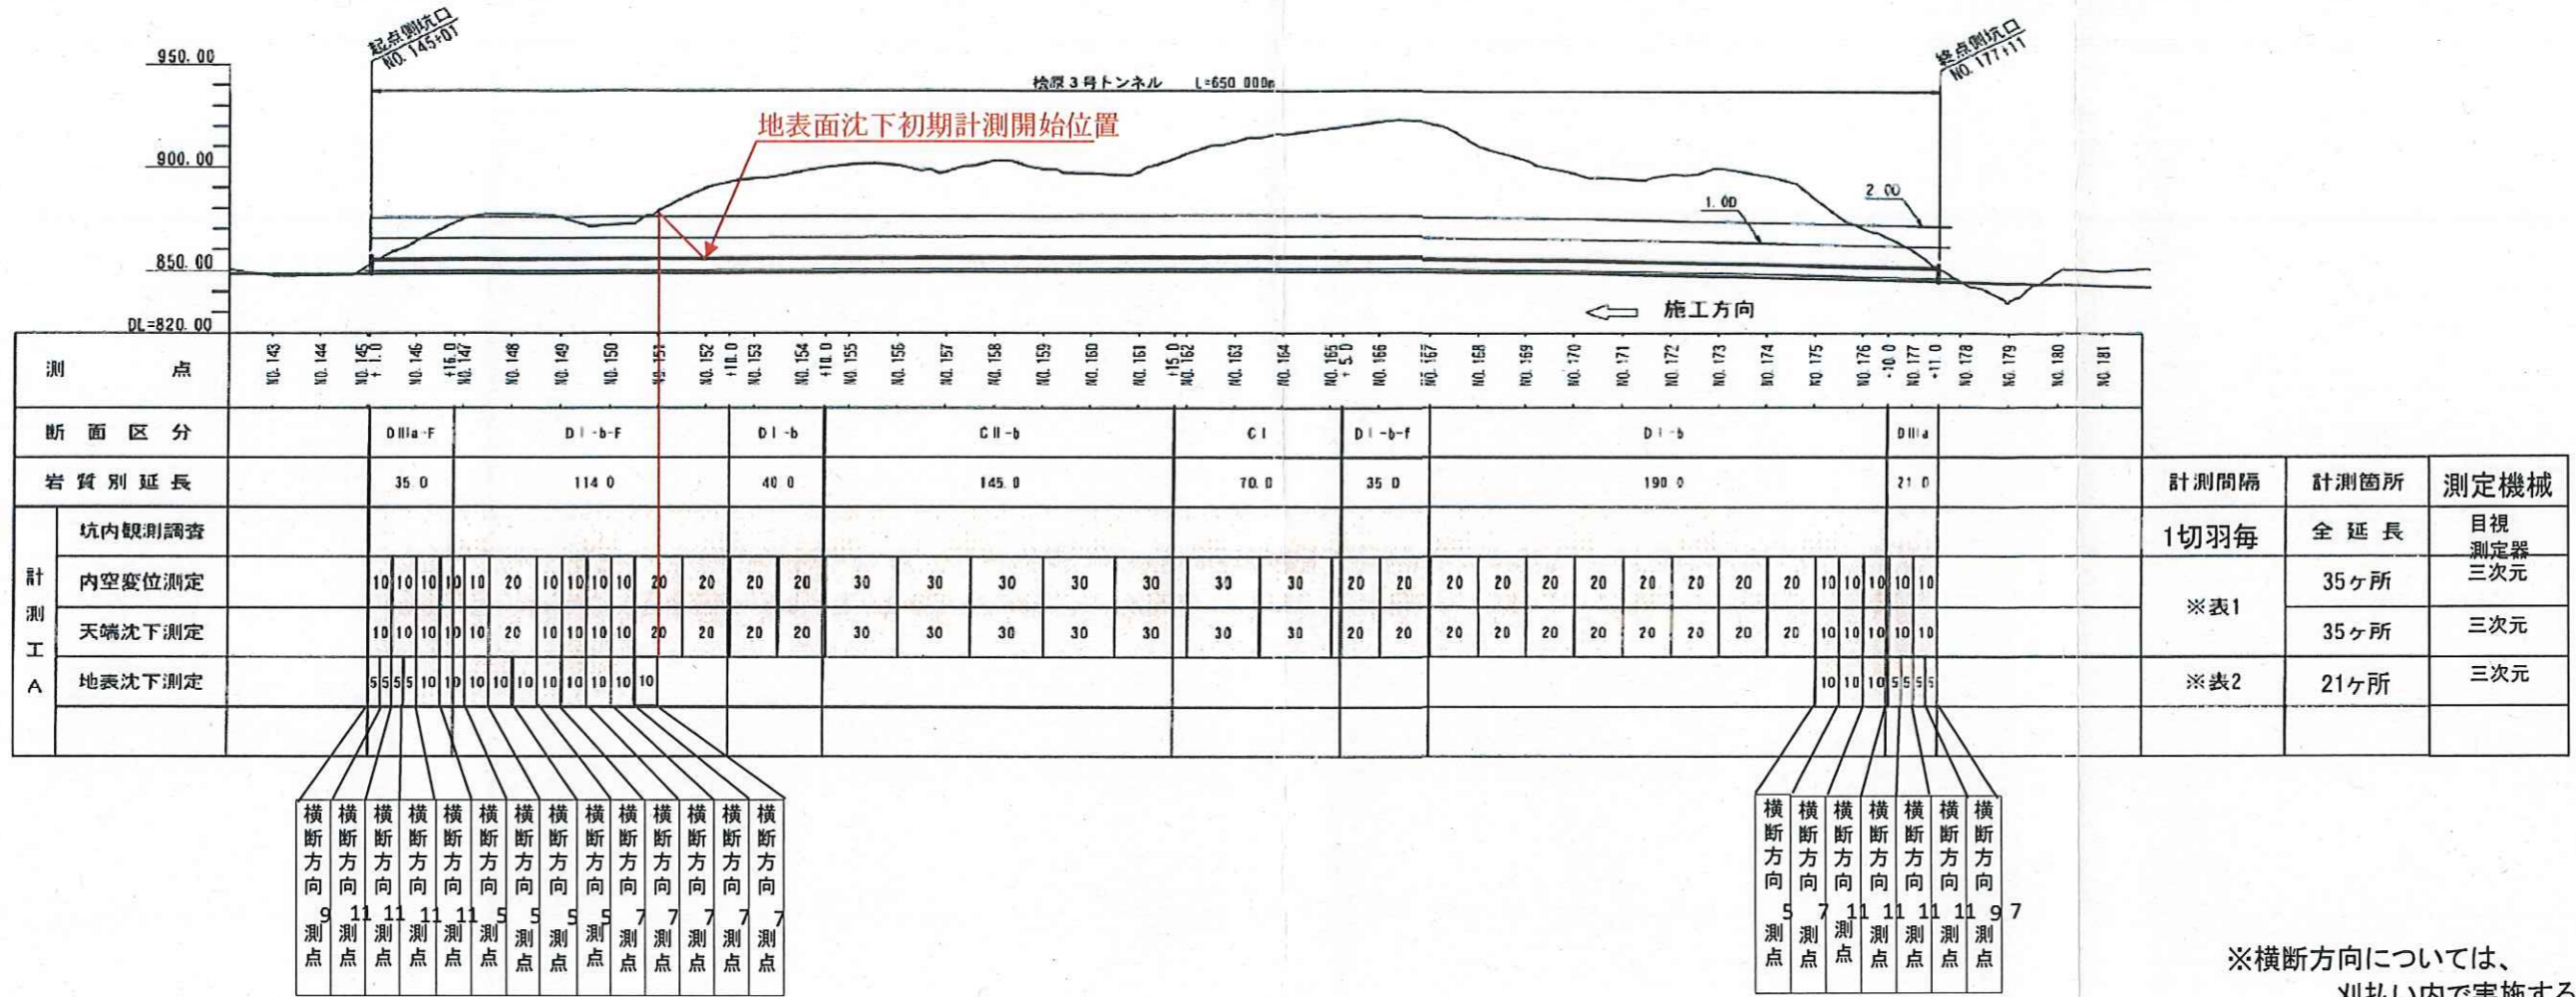 起点側坑口
NO. 145+01
終点側坑口
NO. 177+11
950.00
桧原3号トンネル L=650.000m
地表面沈下初期計測開始位置
900.00
2.0D
1.0D
850.00
施工方向
DL=820.00
測点 NO.143 NO.144 NO.145 +1.0 NO.146 +16.0 NO.147 NO.148 NO.149 NO.150 NO.151 NO.152 +10.0 NO.153 NO.154 +10.0 NO.155 NO.156 NO.157 NO.158 NO.159 NO.160 NO.161 +15.0 NO.162 NO.163 NO.164 NO.165 +5.0 NO.166 NO.167 NO.168 NO.169 NO.170 NO.171 NO.172 NO.173 NO.174 NO.175 NO.176 +10.0 NO.177 +11.0 NO.178 NO.179 NO.180 NO.181
断面区分 DⅢa-F DⅠ-b-F DⅠ-b CⅡ-b CⅠ DⅠ-b-f DⅠ-b DⅢa
岩質別延長 35.0 114.0 40.0 145.0 70.0 35.0 190.0 21.0 計測間隔 計測箇所 測定機械
計測工A
坑内観測調査 1切羽毎 全延長 目視
測定器
内空変位測定 10 10 10 10 10 20 10 10 10 10 20 20 20 20 30 30 30 30 30 30 30 20 20 20 20 20 20 20 20 20 20 10 10 10 10 10 ※表1 35ヶ所 三次元
天端沈下測定 10 10 10 10 10 20 10 10 10 10 20 20 20 20 30 30 30 30 30 30 30 20 20 20 20 20 20 20 20 20 20 10 10 10 10 10 35ヶ所 三次元
地表沈下測定 5 5 5 5 10 10 10 10 10 10 10 10 10 10 10 10 10 5 5 5 5 ※表2 21ヶ所 三次元
横断方向 9 測点
横断方向 11 測点
横断方向 11 測点
横断方向 11 測点
横断方向 11 測点
横断方向 5 測点
横断方向 5 測点
横断方向 5 測点
横断方向 5 測点
横断方向 7 測点
横断方向 7 測点
横断方向 7 測点
横断方向 7 測点
横断方向 7 測点
横断方向 5 測点
横断方向 7 測点
横断方向 11 測点
横断方向 11 測点
横断方向 11 測点
横断方向 11 測点
横断方向 9 測点
7
※横断方向については、
刈払い内で実施する